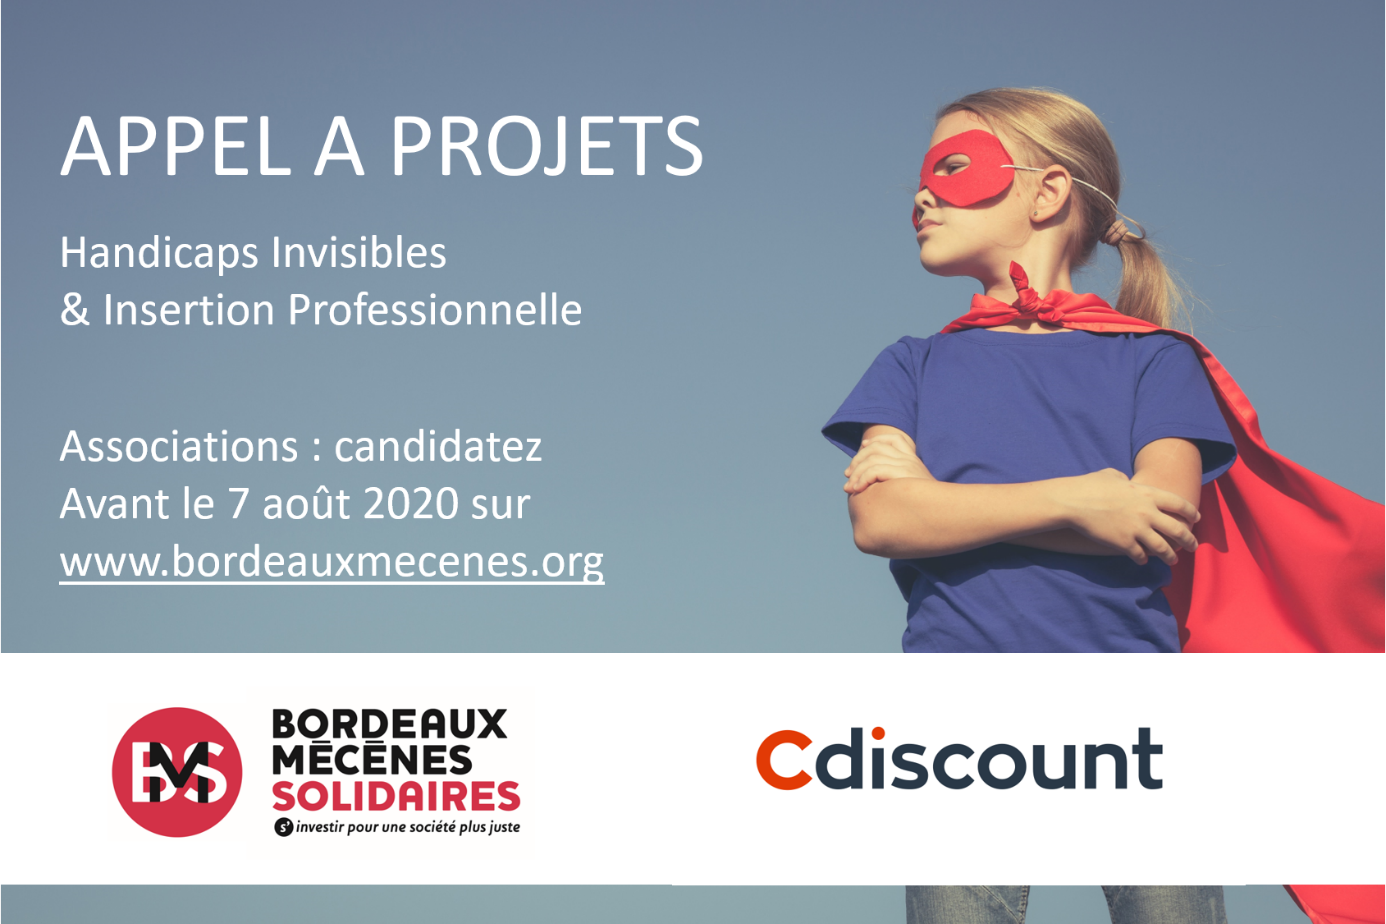 APPEL A PROJETS
Handicaps Invisibles
& Insertion Professionnelle
Associations : candidatez
Avant le 7 août 2020 sur
www.bordeauxmecenes.org
BMS
BORDEAUX
MÉCÈNES
SOLIDAIRES
s'investir pour une société plus juste
Cdiscount